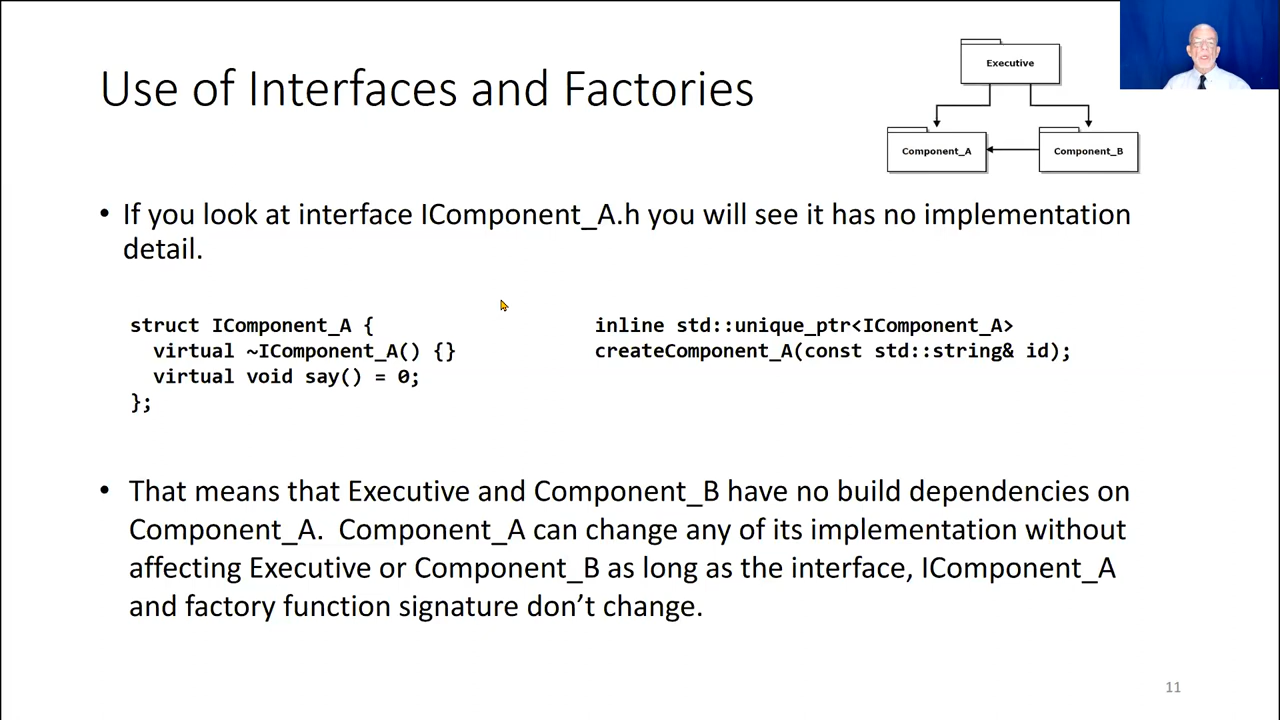 Use of Interfaces and Factories
Executive
Component_A
Component_B
• If you look at interface IComponent_A.h you will see it has no implementation
detail.
struct IComponent_A {
virtual ~IComponent_A() {}
virtual void say() = 0;
};
inline std::unique_ptr<IComponent_A>
createComponent_A(const std::string& id);
• That means that Executive and Component_B have no build dependencies on
Component_A.  Component_A can change any of its implementation without
affecting Executive or Component_B as long as the interface, IComponent_A
and factory function signature don’t change.
11